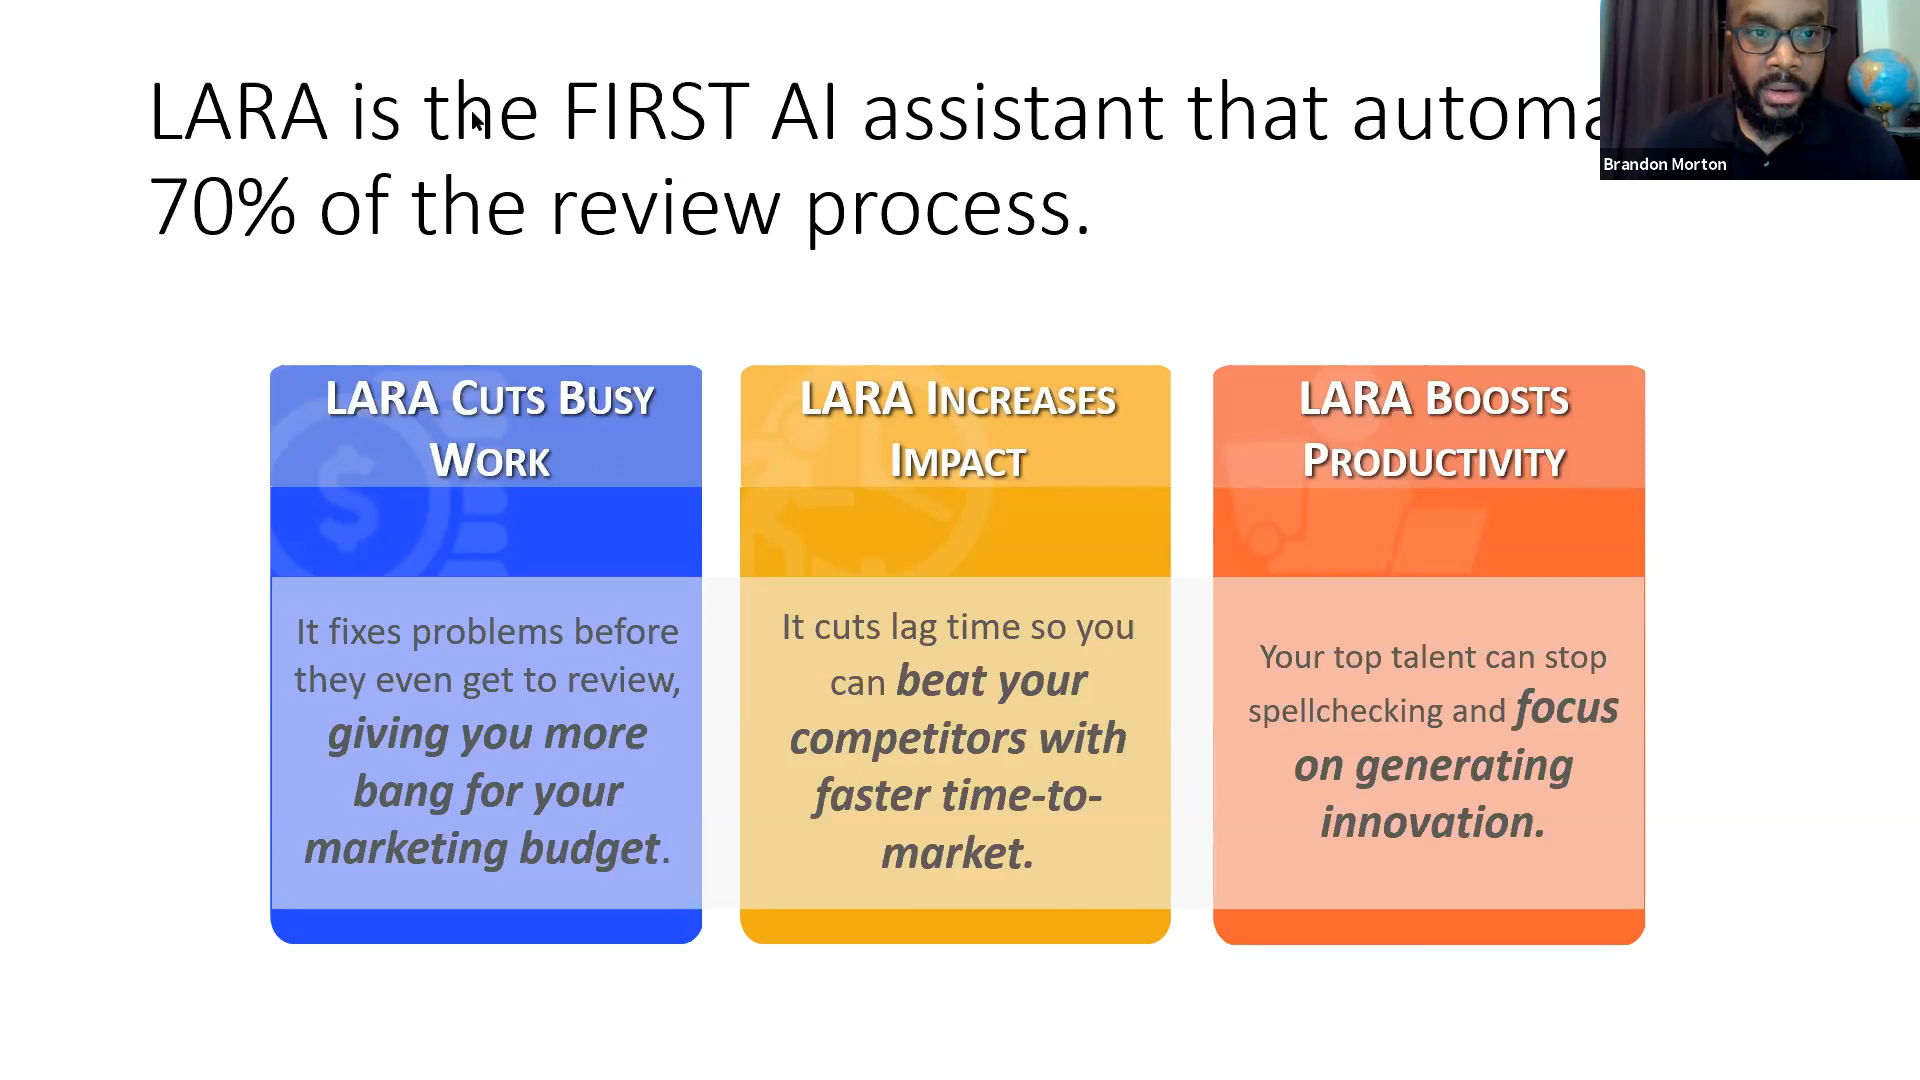 LARA is the FIRST AI assistant that automa
70% of the review process.
Brandon Morton
LARA CUTS BUSY
WORK
It fixes problems before
they even get to review,
giving you more
bang for your
marketing budget.
LARA INCREASES
IMPACT
It cuts lag time so you
can beat your
competitors with
faster time-to-
market.
LARA BOOSTS
PRODUCTIVITY
Your top talent can stop
spellchecking and focus
on generating
innovation.